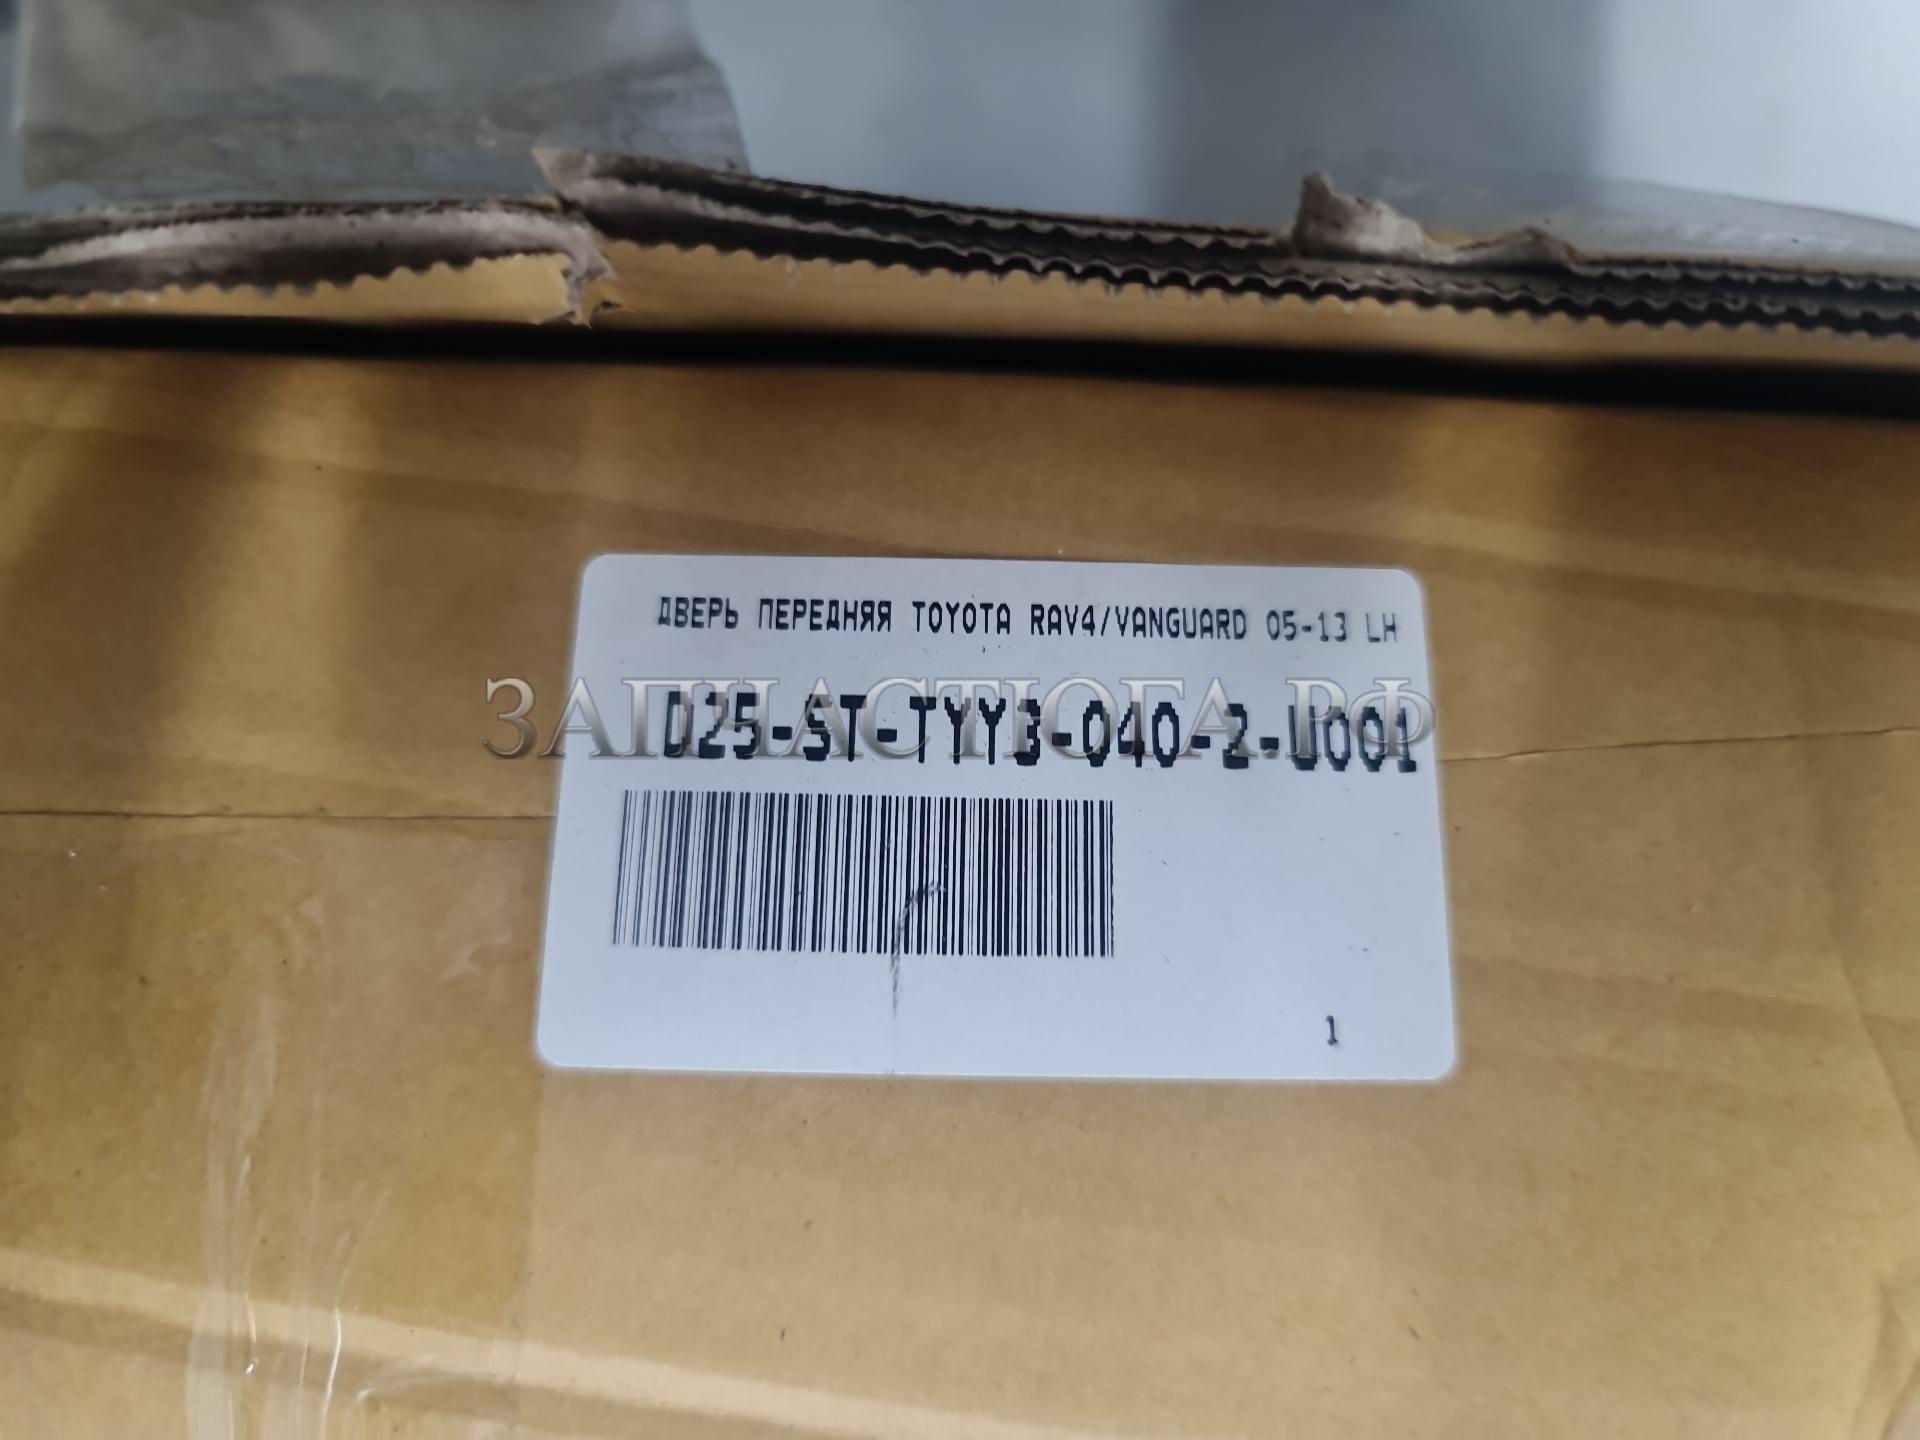 ДВЕРЬ ПЕРЕДНЯЯ TOYOTA RAV4/VANGUARD 05-13 LH
ЗАПЧАСТЮГА.РФ
D25-ST-TYY3-040-2-U001
1